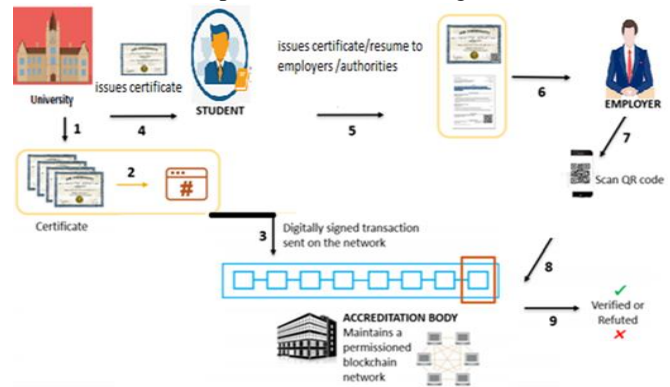 University
issues certificate
STUDENT
issues certificate/resume to
employers /authorities
EMPLOYER
1
4
5
6
7
Scan QR code
2
#
Certificate
3
Digitally signed transaction
sent on the network
8
ACCREDITATION BODY
Maintains a
permissioned
blockchain
network
9
Verified or
Refuted